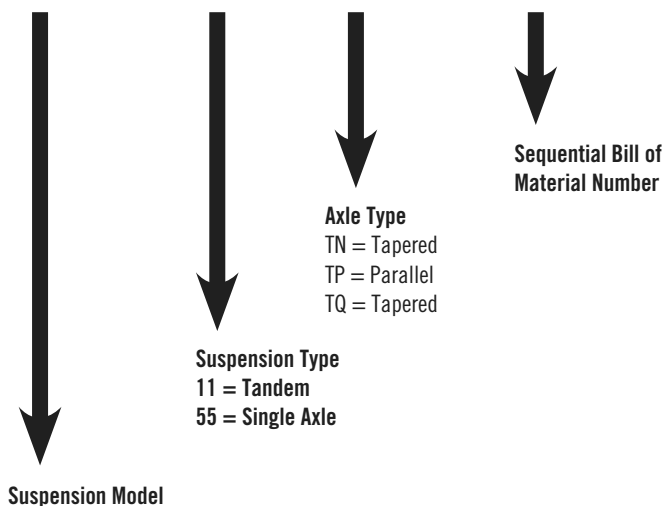 Sequential Bill of
Material Number
Axle Type
TN = Tapered
TP = Parallel
TQ = Tapered
Suspension Type
11 = Tandem
55 = Single Axle
Suspension Model